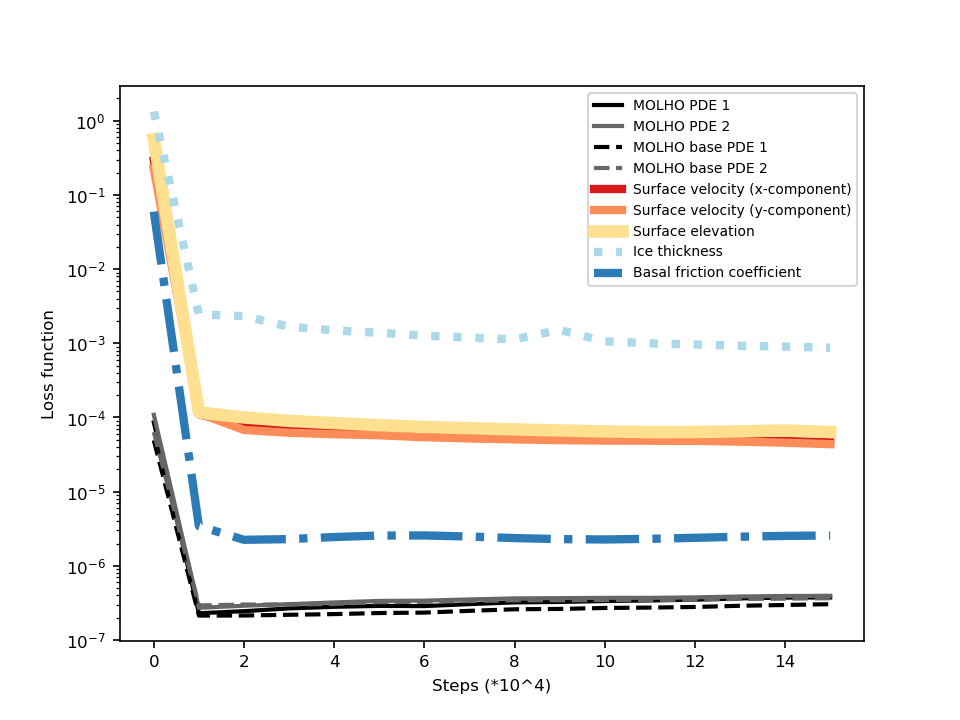 MOLHO PDE 1
MOLHO PDE 2
MOLHO base PDE 1
MOLHO base PDE 2
Surface velocity (x-component)
Surface velocity (y-component)
Surface elevation
Ice thickness
Basal friction coefficient
Loss function
10⁰
10⁻¹
10⁻²
10⁻³
10⁻⁴
10⁻⁵
10⁻⁶
10⁻⁷
0 2 4 6 8 10 12 14
Steps (*10^4)